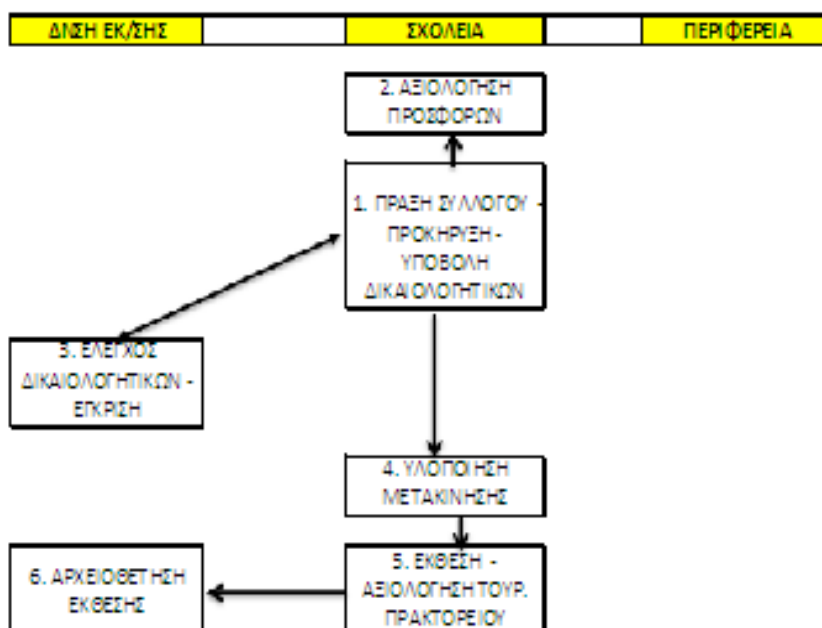 ΔΝΣΗ ΕΚ/ΣΗΣ
ΣΧΟΛΕΙΑ
ΠΕΡΙΦΕΡΕΙΑ
2. ΑΞΙΟΛΟΓΗΣΗ
ΠΡΟΣΦΟΡΩΝ
1. ΠΡΑΞΗ ΣΥΛΛΟΓΟΥ -
ΠΡΟΚΗΡΥΞΗ -
ΥΠΟΒΟΛΗ
ΔΙΚΑΙΟΛΟΓΗΤΙΚΩΝ
3. ΕΛΕΓΧΟΣ
ΔΙΚΑΙΟΛΟΓΗΤΙΚΩΝ -
ΕΓΚΡΙΣΗ
4. ΥΛΟΠΟΙΗΣΗ
ΜΕΤΑΚΙΝΗΣΗΣ
5. ΕΚΘΕΣΗ -
ΑΞΙΟΛΟΓΗΣΗ ΤΟΥΡ.
ΠΡΑΚΤΟΡΕΙΟΥ
6. ΑΡΧΕΙΟΘΕΤΗΣΗ
ΕΚΘΕΣΗΣ